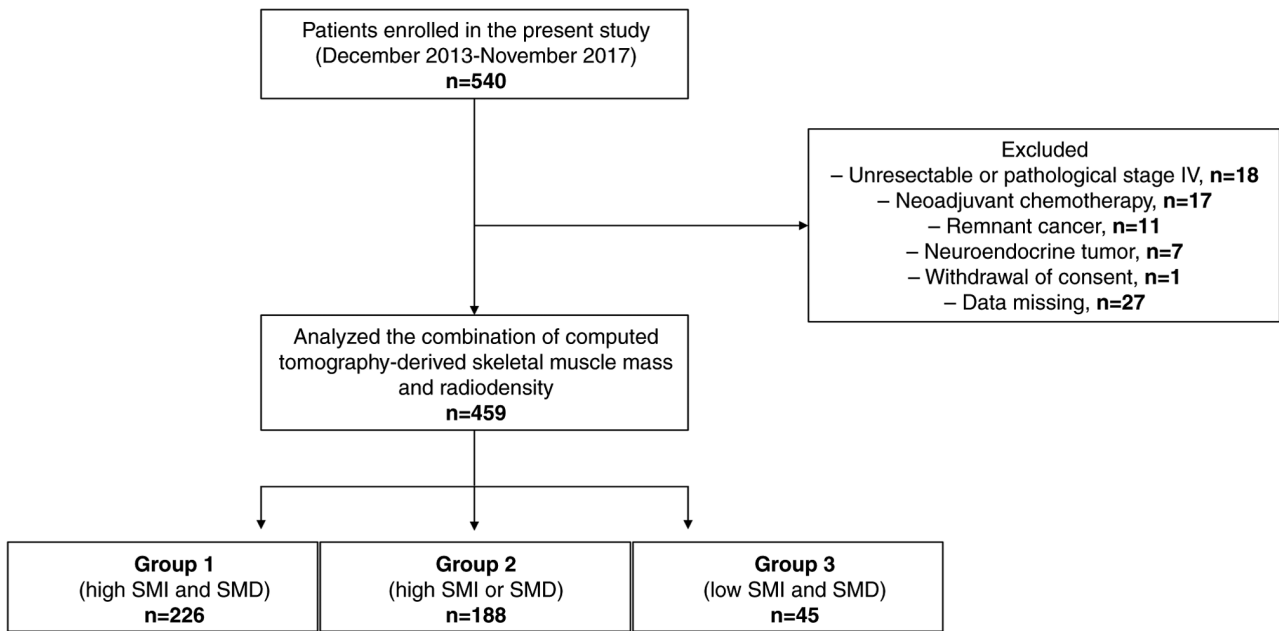 Patients enrolled in the present study
(December 2013-November 2017)
n=540
Excluded
– Unresectable or pathological stage IV, n=18
– Neoadjuvant chemotherapy, n=17
– Remnant cancer, n=11
– Neuroendocrine tumor, n=7
– Withdrawal of consent, n=1
– Data missing, n=27
Analyzed the combination of computed
tomography-derived skeletal muscle mass
and radiodensity
n=459
Group 1
(high SMI and SMD)
n=226
Group 2
(high SMI or SMD)
n=188
Group 3
(low SMI and SMD)
n=45